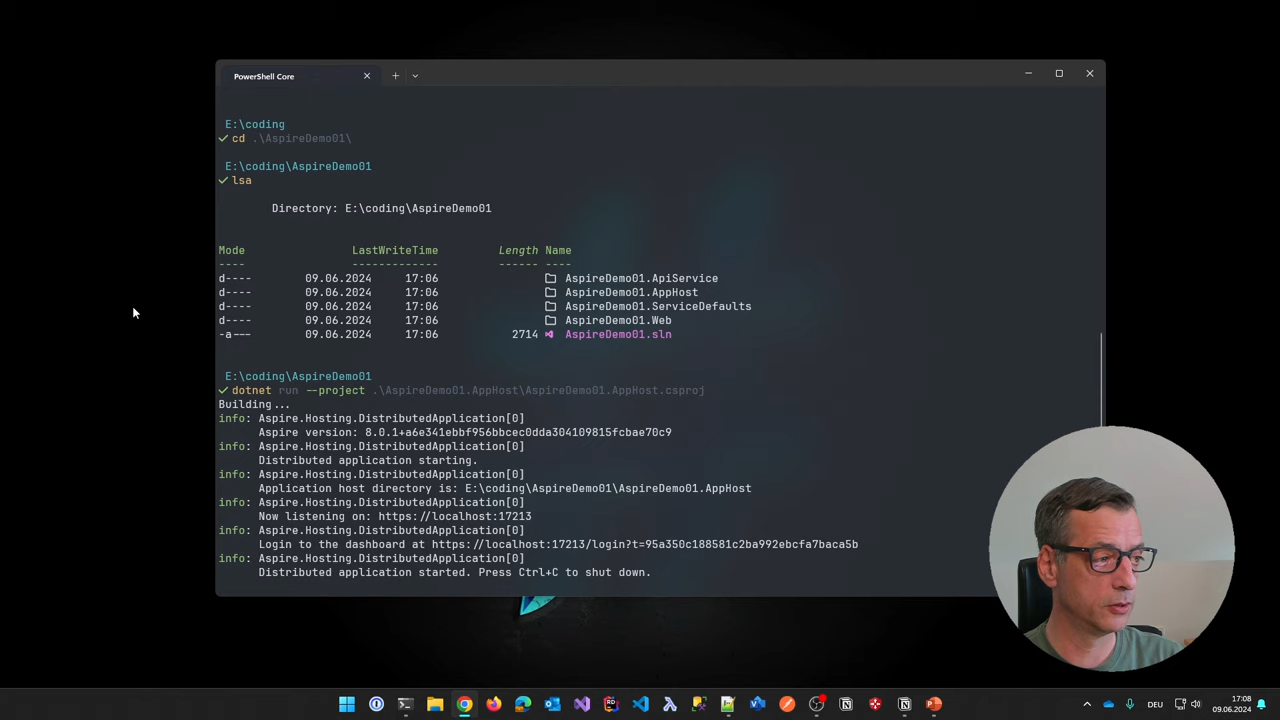 PowerShell Core
E:\coding
cd .\AspireDemo01\
E:\coding\AspireDemo01
lsa
Directory: E:\coding\AspireDemo01
Mode LastWriteTime Length Name
---- ------------- ------ ----
d---- 09.06.2024 17:06 AspireDemo01.ApiService
d---- 09.06.2024 17:06 AspireDemo01.AppHost
d---- 09.06.2024 17:06 AspireDemo01.ServiceDefaults
d---- 09.06.2024 17:06 AspireDemo01.Web
-a--- 09.06.2024 17:06 2714 AspireDemo01.sln
E:\coding\AspireDemo01
dotnet run --project .\AspireDemo01.AppHost\AspireDemo01.AppHost.csproj
Building...
info: Aspire.Hosting.DistributedApplication[0]
Aspire version: 8.0.1+a6e341ebbf956bbcec0dda304109815fcbae70c9
info: Aspire.Hosting.DistributedApplication[0]
Distributed application starting.
info: Aspire.Hosting.DistributedApplication[0]
Application host directory is: E:\coding\AspireDemo01\AspireDemo01.AppHost
info: Aspire.Hosting.DistributedApplication[0]
Now listening on: https://localhost:17213
info: Aspire.Hosting.DistributedApplication[0]
Login to the dashboard at https://localhost:17213/login?t=95a350c188581c2ba992ebcfa7baca5b
info: Aspire.Hosting.DistributedApplication[0]
Distributed application started. Press Ctrl+C to shut down.
DEU
17:08
09.06.2024